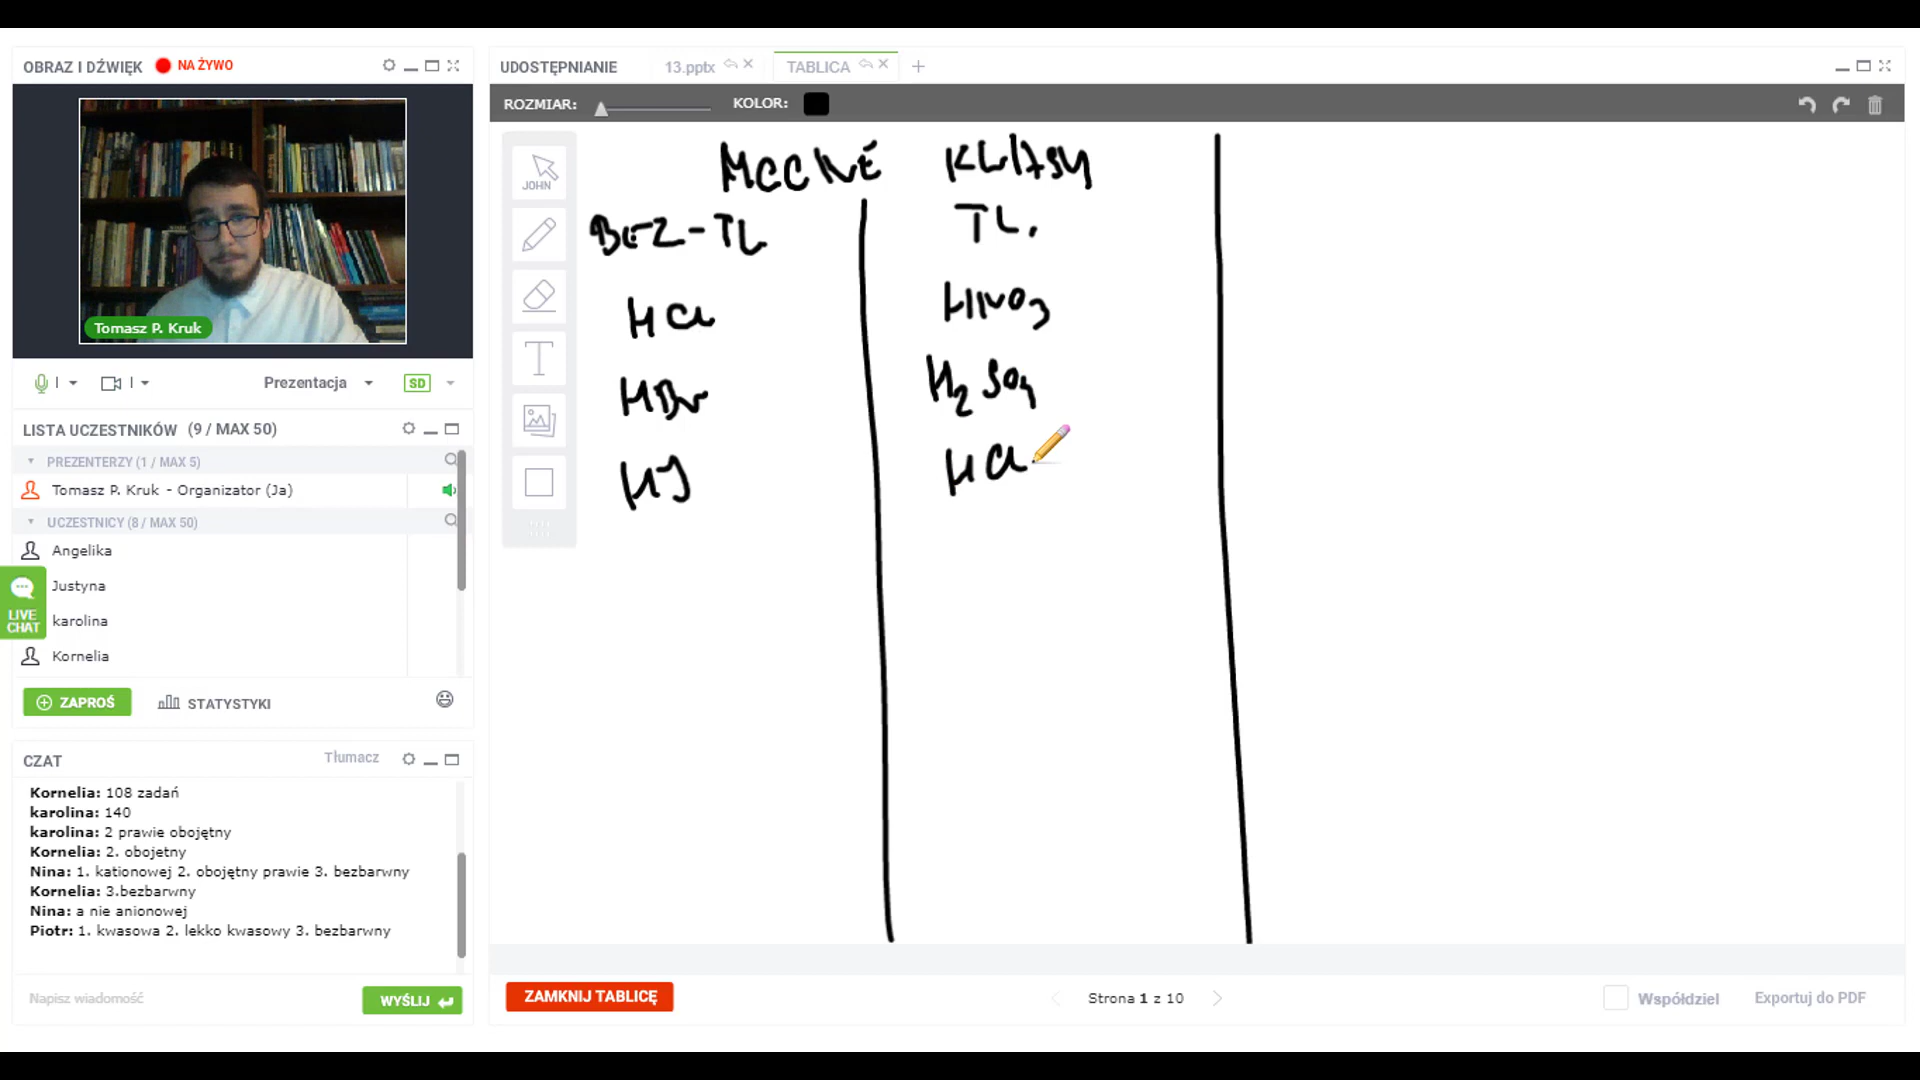 OBRAZ I DŹWIĘK NA ŻYWO
Tomasz P. Kruk
Prezentacja SD
LISTA UCZESTNIKÓW (9 / MAX 50)
PREZENTERZY (1 / MAX 5)
Tomasz P. Kruk - Organizator (Ja)
UCZESTNICY (8 / MAX 50)
Angelika
Justyna
karolina
Kornelia
LIVE
CHAT
ZAPROŚ STATYSTYKI
CZAT Tłumacz
Kornelia: 108 zadań
karolina: 140
karolina: 2 prawie obojętny
Kornelia: 2. obojetny
Nina: 1. kationowej 2. obojętny prawie 3. bezbarwny
Kornelia: 3.bezbarwny
Nina: a nie anionowej
Piotr: 1. kwasowa 2. lekko kwasowy 3. bezbarwny
Napisz wiadomość WYŚLIJ
UDOSTĘPNIANIE 13.pptx TABLICA
ROZMIAR: KOLOR:
JOHN
T
MOCNE KWASY
BEZ-TL TL.
HCl HNO3
HBr H2SO4
HJ HCl
ZAMKNIJ TABLICĘ Strona 1 z 10 Współdziel Exportuj do PDF